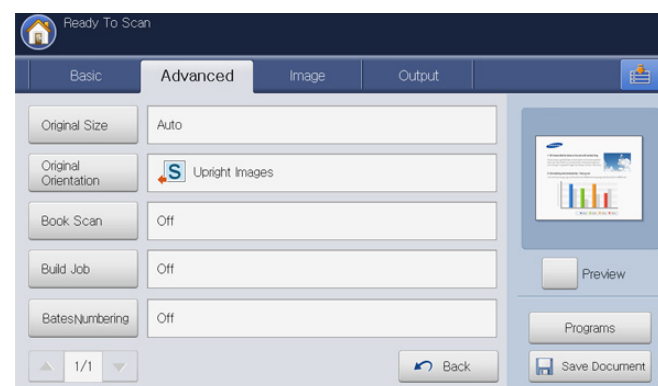 Ready To Scan
Basic
Advanced
Image
Output
Original Size
Auto
Original
Orientation
S
Upright Images
Book Scan
Off
Build Job
Off
BatesNumbering
Off
Preview
Programs
1/1
Back
Save Document